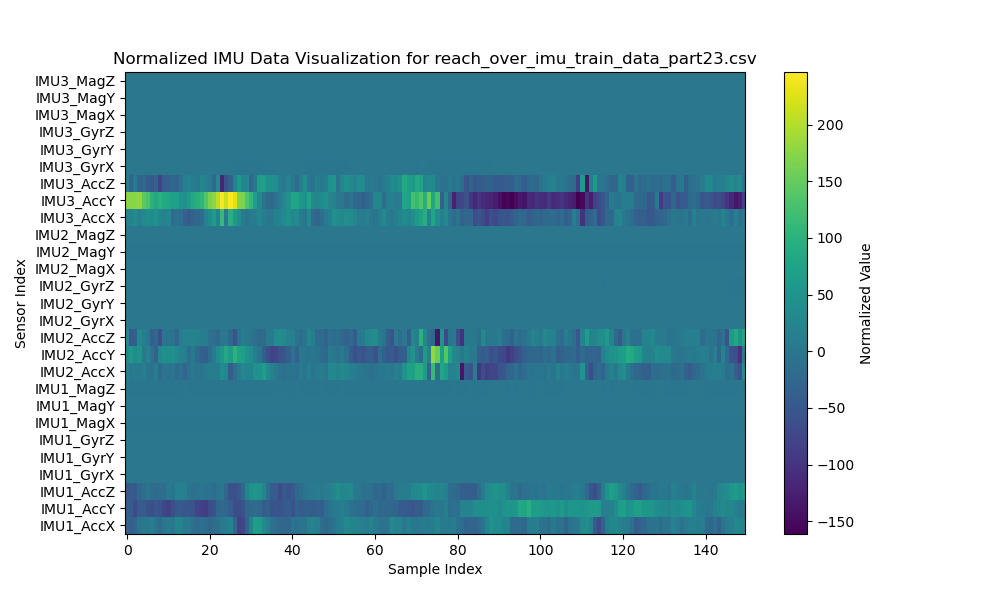 Normalized IMU Data Visualization for reach_over_imu_train_data_part23.csv
IMU3_MagZ
IMU3_MagY
IMU3_MagX
IMU3_GyrZ
IMU3_GyrY
IMU3_GyrX
IMU3_AccZ
IMU3_AccY
IMU3_AccX
IMU2_MagZ
IMU2_MagY
IMU2_MagX
IMU2_GyrZ
IMU2_GyrY
IMU2_GyrX
IMU2_AccZ
IMU2_AccY
IMU2_AccX
IMU1_MagZ
IMU1_MagY
IMU1_MagX
IMU1_GyrZ
IMU1_GyrY
IMU1_GyrX
IMU1_AccZ
IMU1_AccY
IMU1_AccX
Sensor Index
0 20 40 60 80 100 120 140
Sample Index
200
150
100
50
0
−50
−100
−150
Normalized Value